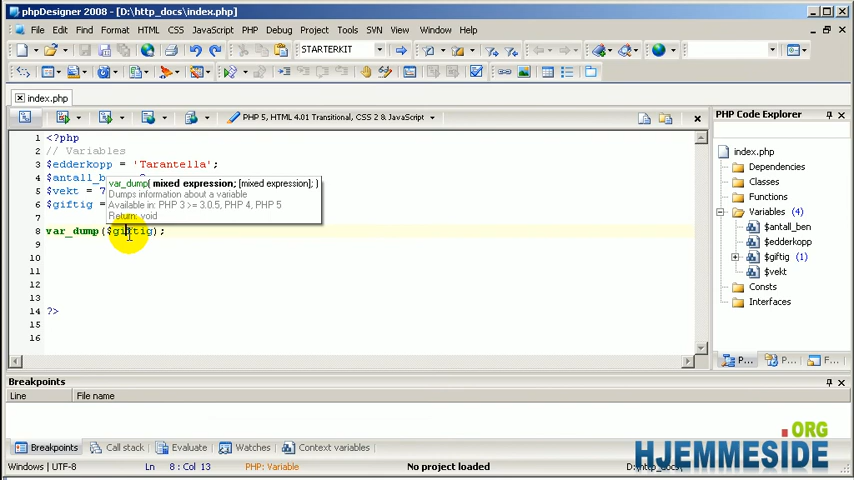 phpDesigner 2008 - [D:\http_docs\index.php]
File Edit Find Format HTML CSS JavaScript PHP Debug Project Tools SVN View Window Help
STARTERKIT
index.php
PHP 5, HTML 4.01 Transitional, CSS 2 & JavaScript
1 <?php
2 // Variables
3 $edderkopp = 'Tarantella';
4 $antall_b
5 $vekt = 7
6 $giftig =
var_dump( mixed expression; [mixed expression]; )
Dumps information about a variable
Available in: PHP 3 >= 3.0.5, PHP 4, PHP 5
Return: void
7
8 var_dump($giftig);
9
10
11
12
13
14 ?>
15
16
PHP Code Explorer
index.php
Dependencies
Classes
Functions
Variables (4)
$antall_ben
$edderkopp
$giftig (1)
$vekt
Consts
Interfaces
P... P... F...
Breakpoints
Line File name
Breakpoints Call stack Evaluate Watches Context variables
.ORG
HJEMMESIDE
Windows | UTF-8 Ln 8 : Col 13 PHP: Variable No project loaded D:\http_docs